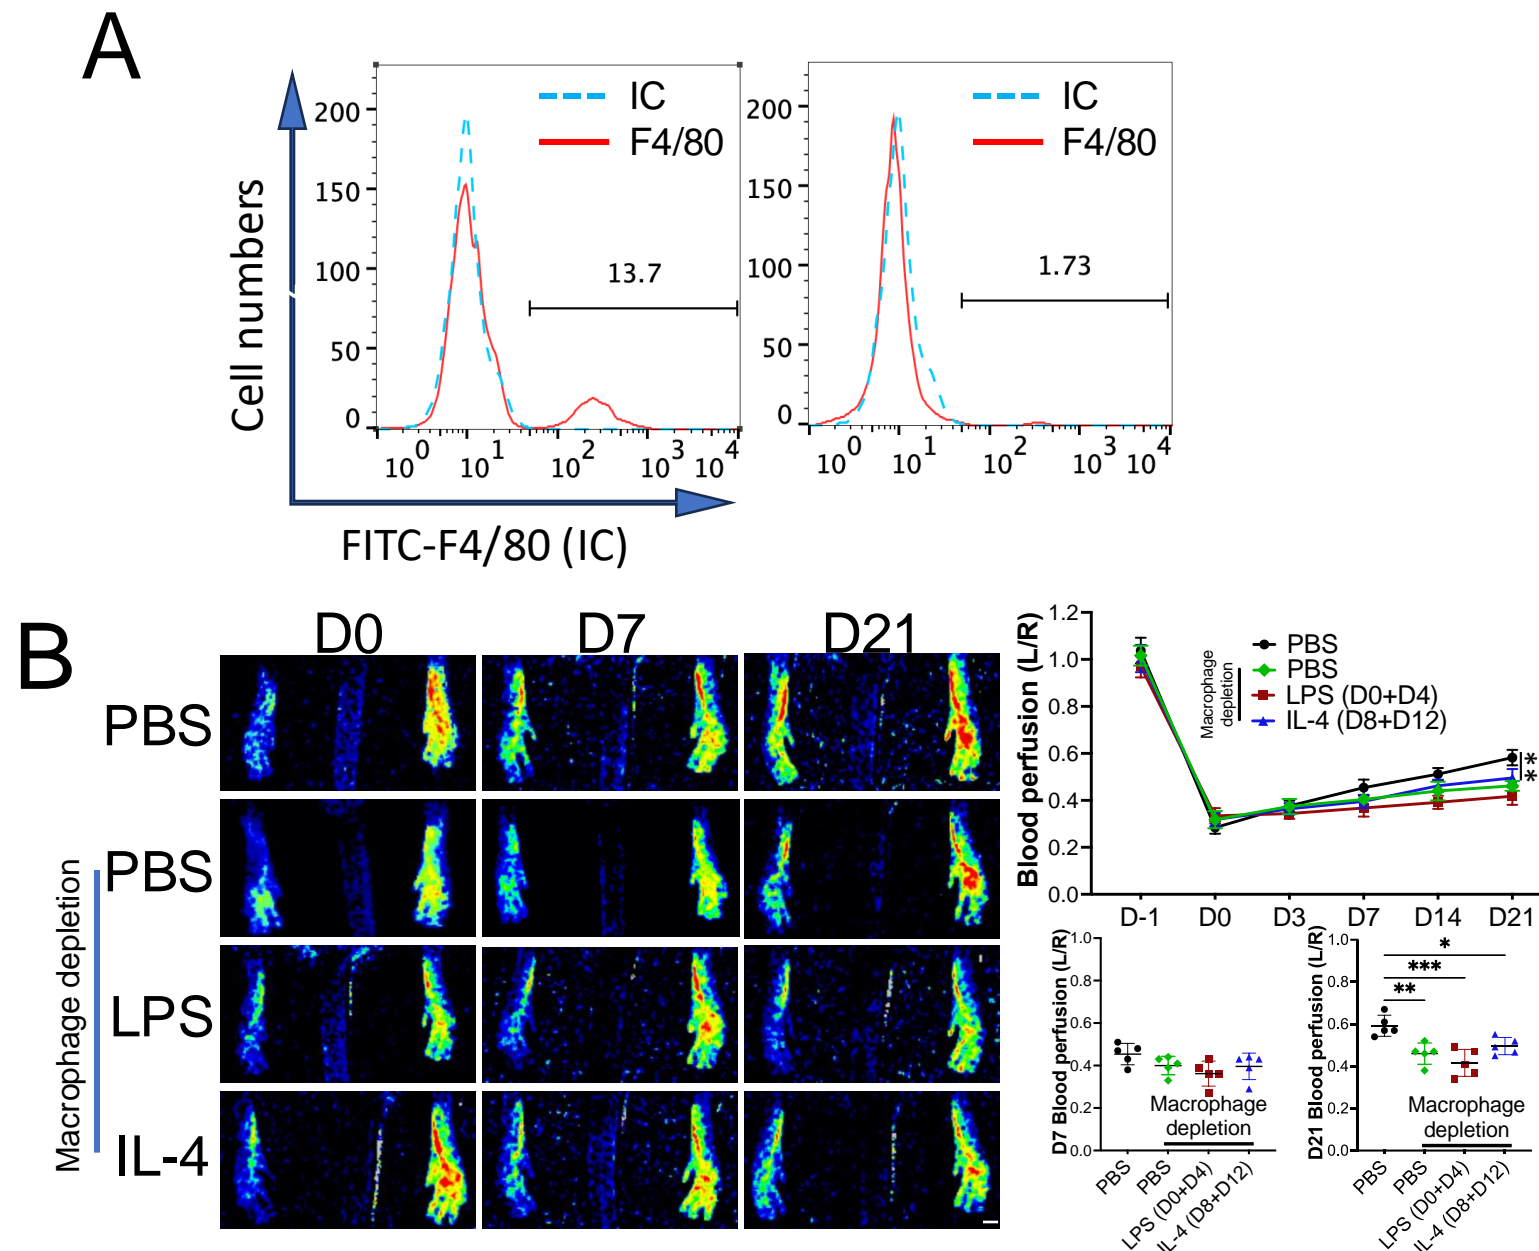 A
Cell numbers
200
150
100
50
0
IC
F4/80
13.7
10^0 10^1 10^2 10^3 10^4
200
150
100
50
0
IC
F4/80
1.73
10^0 10^1 10^2 10^3 10^4
FITC-F4/80 (IC)
B
D0 D7 D21
PBS
Macrophage depletion
PBS
LPS
IL-4
Blood perfusion (L/R)
1.2
1.0
0.8
0.6
0.4
0.2
0.0
PBS
Macrophage
depletion
PBS
LPS (D0+D4)
IL-4 (D8+D12)
**
D-1 D0 D3 D7 D14 D21
D7 Blood perfusion (L/R)
1.0
0.8
0.6
0.4
0.2
0.0
Macrophage
depletion
PBS
PBS
LPS (D0+D4)
IL-4 (D8+D12)
D21 Blood perfusion (L/R)
1.0
0.8
0.6
0.4
0.2
0.0
*
***
**
Macrophage
depletion
PBS
PBS
LPS (D0+D4)
IL-4 (D8+D12)